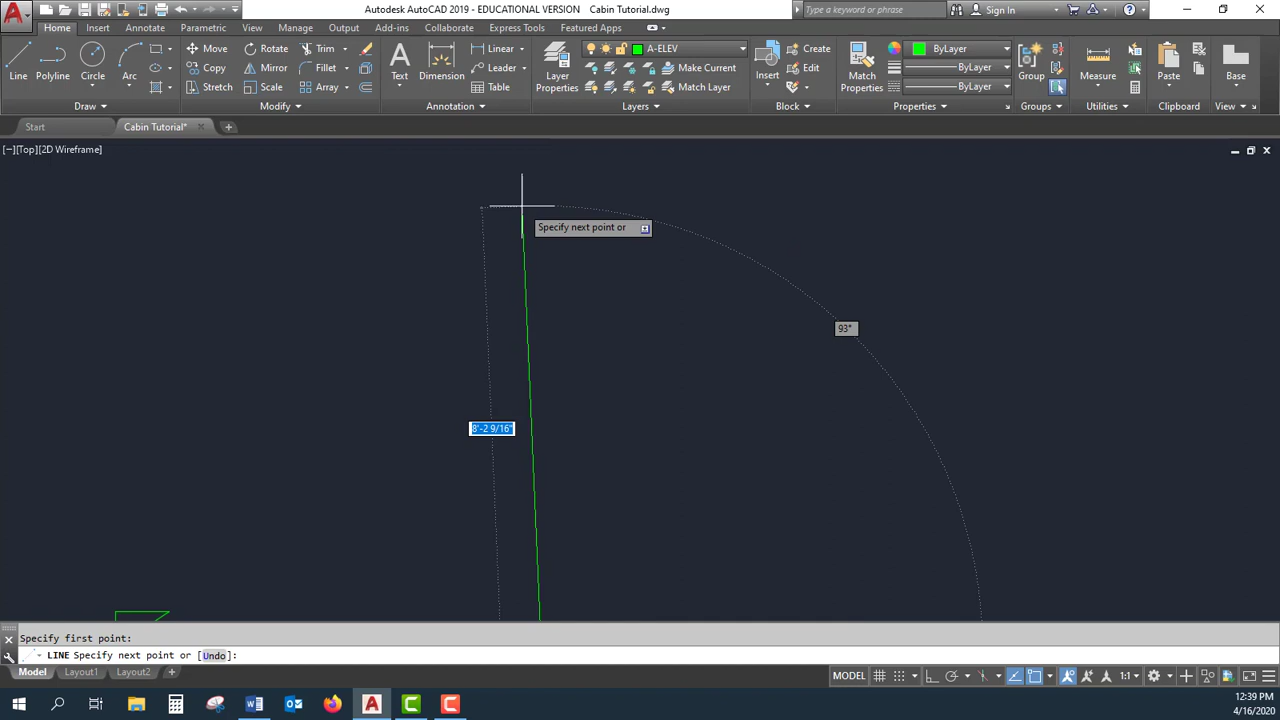 Autodesk AutoCAD 2019 - EDUCATIONAL VERSION Cabin Tutorial.dwg
Type a keyword or phrase
Sign In
Home Insert Annotate Parametric View Manage Output Add-ins Collaborate Express Tools Featured Apps
Line
Polyline
Circle
Arc
Draw
Move
Rotate
Trim
Copy
Mirror
Fillet
Stretch
Scale
Array
Modify
Text
Dimension
Linear
Leader
Table
Annotation
Layer
Properties
A-ELEV
Make Current
Match Layer
Layers
Insert
Create
Edit
Block
Match
Properties
ByLayer
ByLayer
ByLayer
Properties
Group
Groups
Measure
Utilities
Paste
Clipboard
Base
View
Start
Cabin Tutorial*
[−][Top][2D Wireframe]
Specify next point or
93°
8'-2 9/16"
Specify first point:
LINE Specify next point or [Undo]:
Model Layout1 Layout2
MODEL
1:1
12:39 PM
4/16/2020